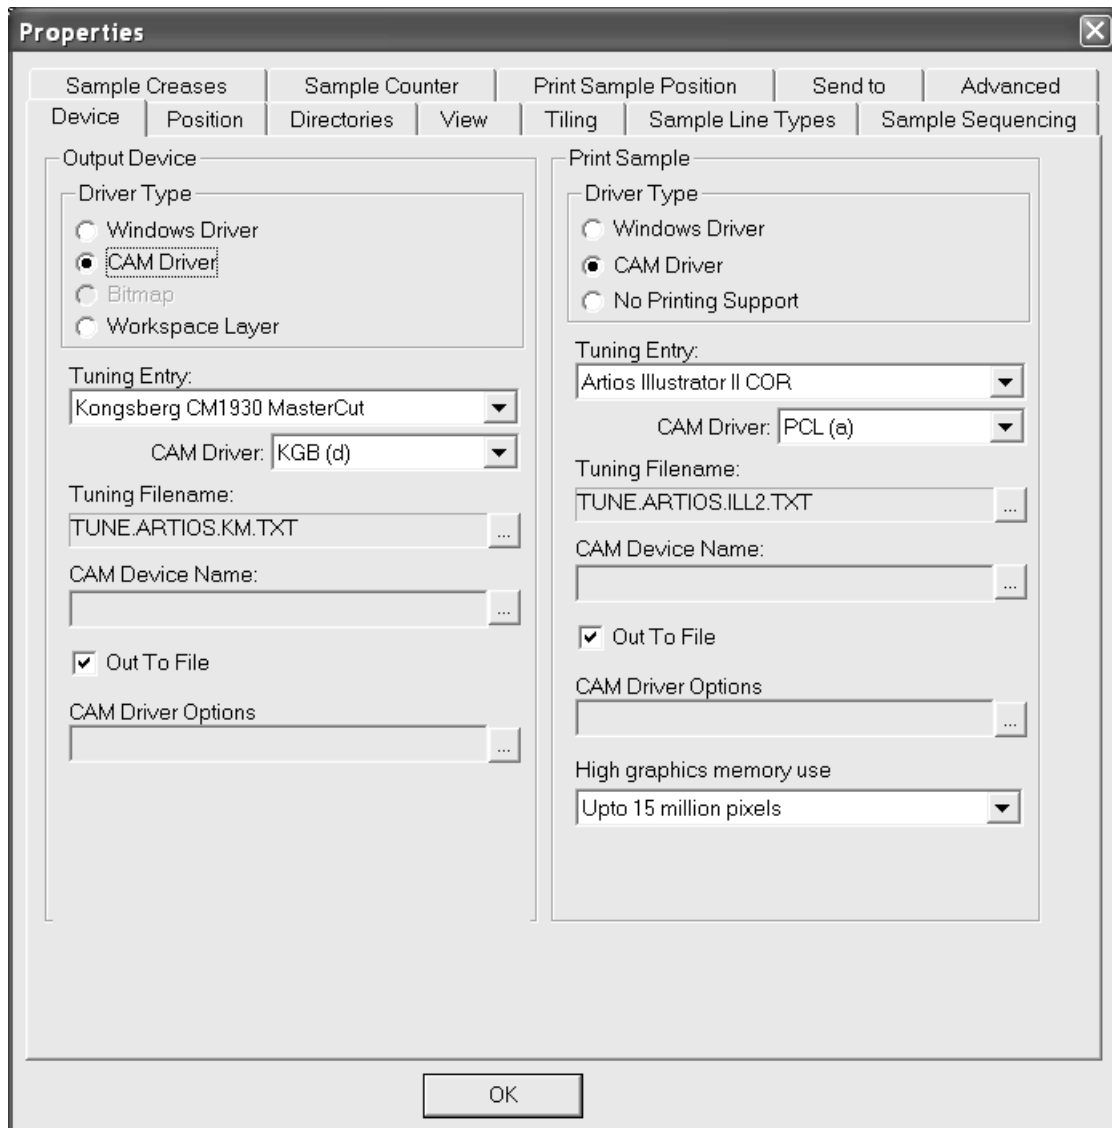 Properties
Sample Creases
Sample Counter
Print Sample Position
Send to
Advanced
Device
Position
Directories
View
Tiling
Sample Line Types
Sample Sequencing
Output Device
Driver Type
Windows Driver
CAM Driver
Bitmap
Workspace Layer
Tuning Entry:
Kongsberg CM1930 MasterCut
CAM Driver: KGB (d)
Tuning Filename:
TUNE.ARTIOS.KM.TXT
...
CAM Device Name:
...
Out To File
CAM Driver Options
...
Print Sample
Driver Type
Windows Driver
CAM Driver
No Printing Support
Tuning Entry:
Artios Illustrator II COR
CAM Driver: PCL (a)
Tuning Filename:
TUNE.ARTIOS.ILL2.TXT
...
CAM Device Name:
...
Out To File
CAM Driver Options
...
High graphics memory use
Upto 15 million pixels
OK